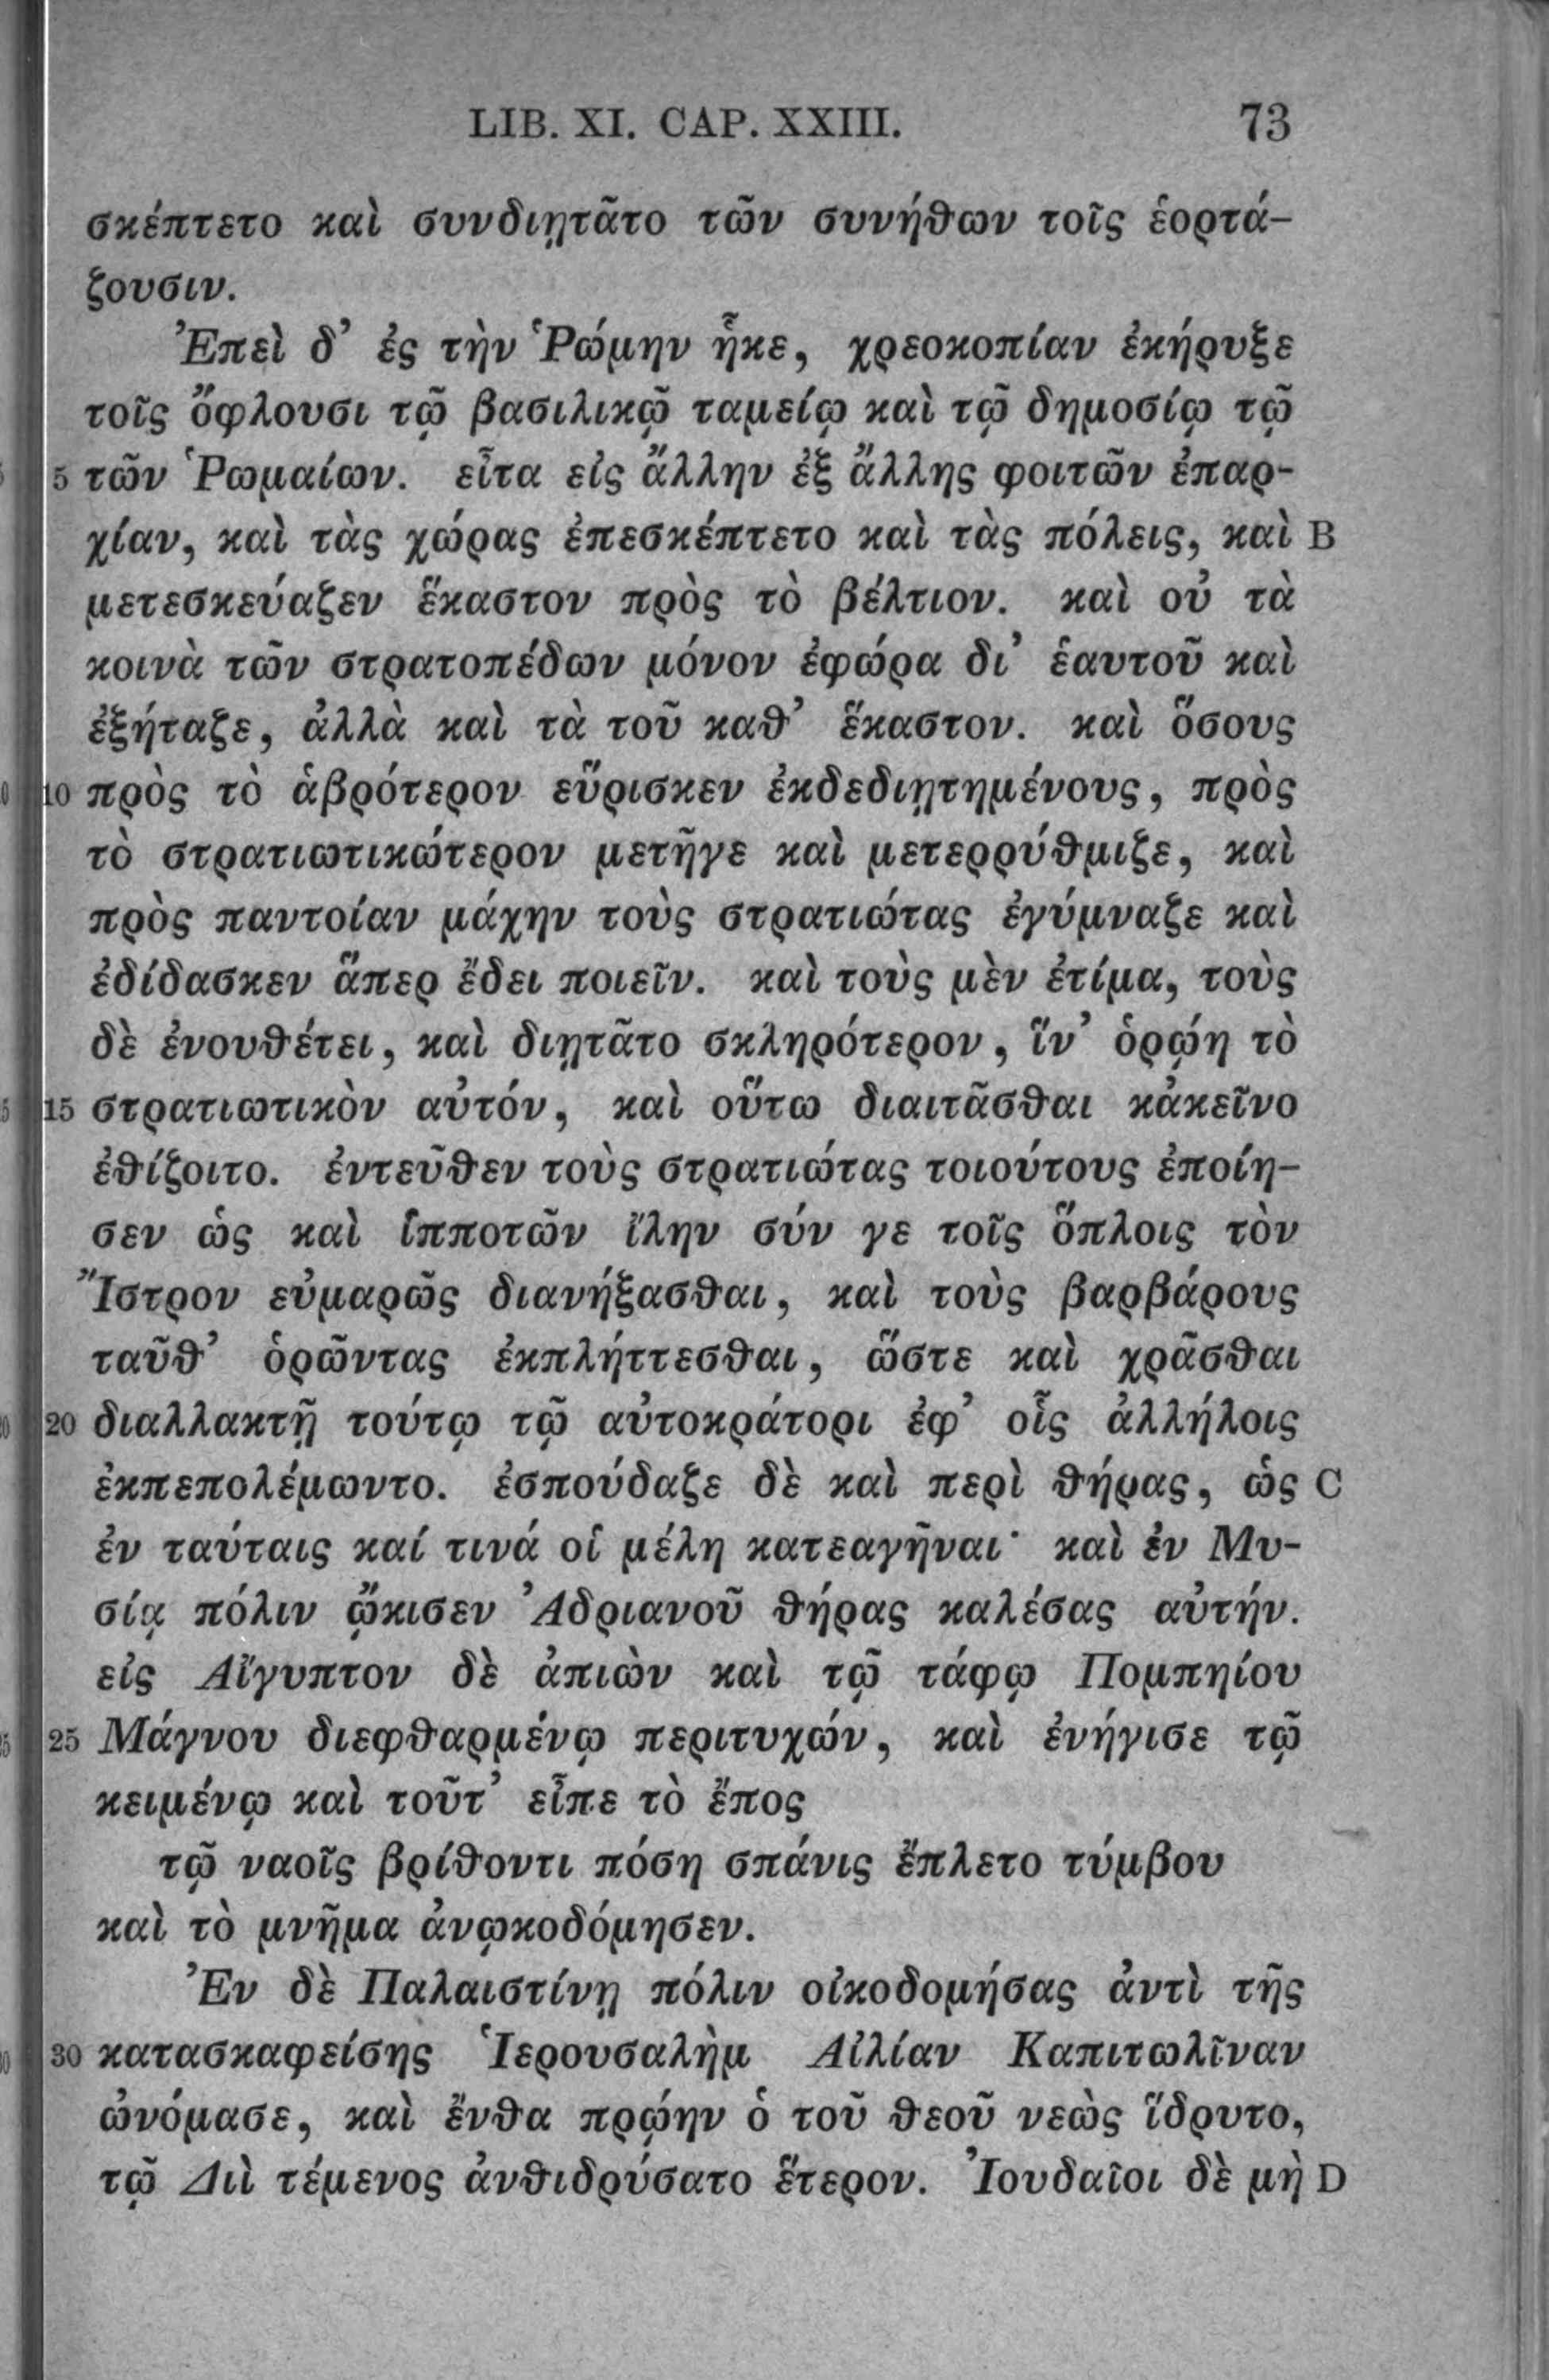 LIB. XI. CAP. XXIII. 73
σκέπτετο καὶ συνδιῃτᾶτο τῶν συνήθων τοῖς ἑορτά-
ζουσιν.
Ἐπεὶ δ’ ἐς τὴν Ῥώμην ἧκε, χρεοκοπίαν ἐκήρυξε
τοῖς ὄφλουσι τῷ βασιλικῷ ταμείῳ καὶ τῷ δημοσίῳ τῷ
5 τῶν Ῥωμαίων. εἶτα εἰς ἄλλην ἐξ ἄλλης φοιτῶν ἐπαρ-
χίαν, καὶ τὰς χώρας ἐπεσκέπτετο καὶ τὰς πόλεις, καὶ B
μετεσκεύαζεν ἕκαστον πρὸς τὸ βέλτιον. καὶ οὐ τὰ
κοινὰ τῶν στρατοπέδων μόνον ἐφώρα δι’ ἑαυτοῦ καὶ
ἐξήταζε, ἀλλὰ καὶ τὰ τοῦ καθ’ ἕκαστον. καὶ ὅσους
10 πρὸς τὸ ἁβρότερον εὕρισκεν ἐκδεδιῃτημένους, πρὸς
τὸ στρατιωτικώτερον μετῆγε καὶ μετερρύθμιζε, καὶ
πρὸς παντοίαν μάχην τοὺς στρατιώτας ἐγύμναζε καὶ
ἐδίδασκεν ἅπερ ἔδει ποιεῖν. καὶ τοὺς μὲν ἐτίμα, τοὺς
δὲ ἐνουθέτει, καὶ διῃτᾶτο σκληρότερον, ἵν’ ὁρῴη τὸ
15 στρατιωτικὸν αὐτόν, καὶ οὕτω διαιτᾶσθαι κἀκεῖνο
ἐθίζοιτο. ἐντεῦθεν τοὺς στρατιώτας τοιούτους ἐποίη-
σεν ὡς καὶ ἱπποτῶν ἴλην σύν γε τοῖς ὅπλοις τὸν
Ἴστρον εὐμαρῶς διανήξασθαι, καὶ τοὺς βαρβάρους
ταῦθ’ ὁρῶντας ἐκπλήττεσθαι, ὥστε καὶ χρᾶσθαι
20 διαλλακτῇ τούτῳ τῷ αὐτοκράτορι ἐφ’ οἷς ἀλλήλοις
ἐκπεπολέμωντο. ἐσπούδαζε δὲ καὶ περὶ θήρας, ὡς C
ἐν ταύταις καί τινά οἱ μέλη κατεαγῆναι· καὶ ἐν Μυ-
σίᾳ πόλιν ᾤκισεν Ἀδριανοῦ θήρας καλέσας αὐτήν.
εἰς Αἴγυπτον δὲ ἀπιὼν καὶ τῷ τάφῳ Πομπηίου
25 Μάγνου διεφθαρμένῳ περιτυχών, καὶ ἐνήγισε τῷ
κειμένῳ καὶ τοῦτ’ εἶπε τὸ ἔπος
τῷ ναοῖς βρίθοντι πόση σπάνις ἔπλετο τύμβου
καὶ τὸ μνῆμα ἀνῳκοδόμησεν.
Ἐν δὲ Παλαιστίνῃ πόλιν οἰκοδομήσας ἀντὶ τῆς
30 κατασκαφείσης Ἱερουσαλὴμ Αἰλίαν Καπιτωλῖναν
ὠνόμασε, καὶ ἔνθα πρῴην ὁ τοῦ θεοῦ νεὼς ἵδρυτο,
τῷ Διὶ τέμενος ἀνθιδρύσατο ἕτερον. Ἰουδαῖοι δὲ μὴ D